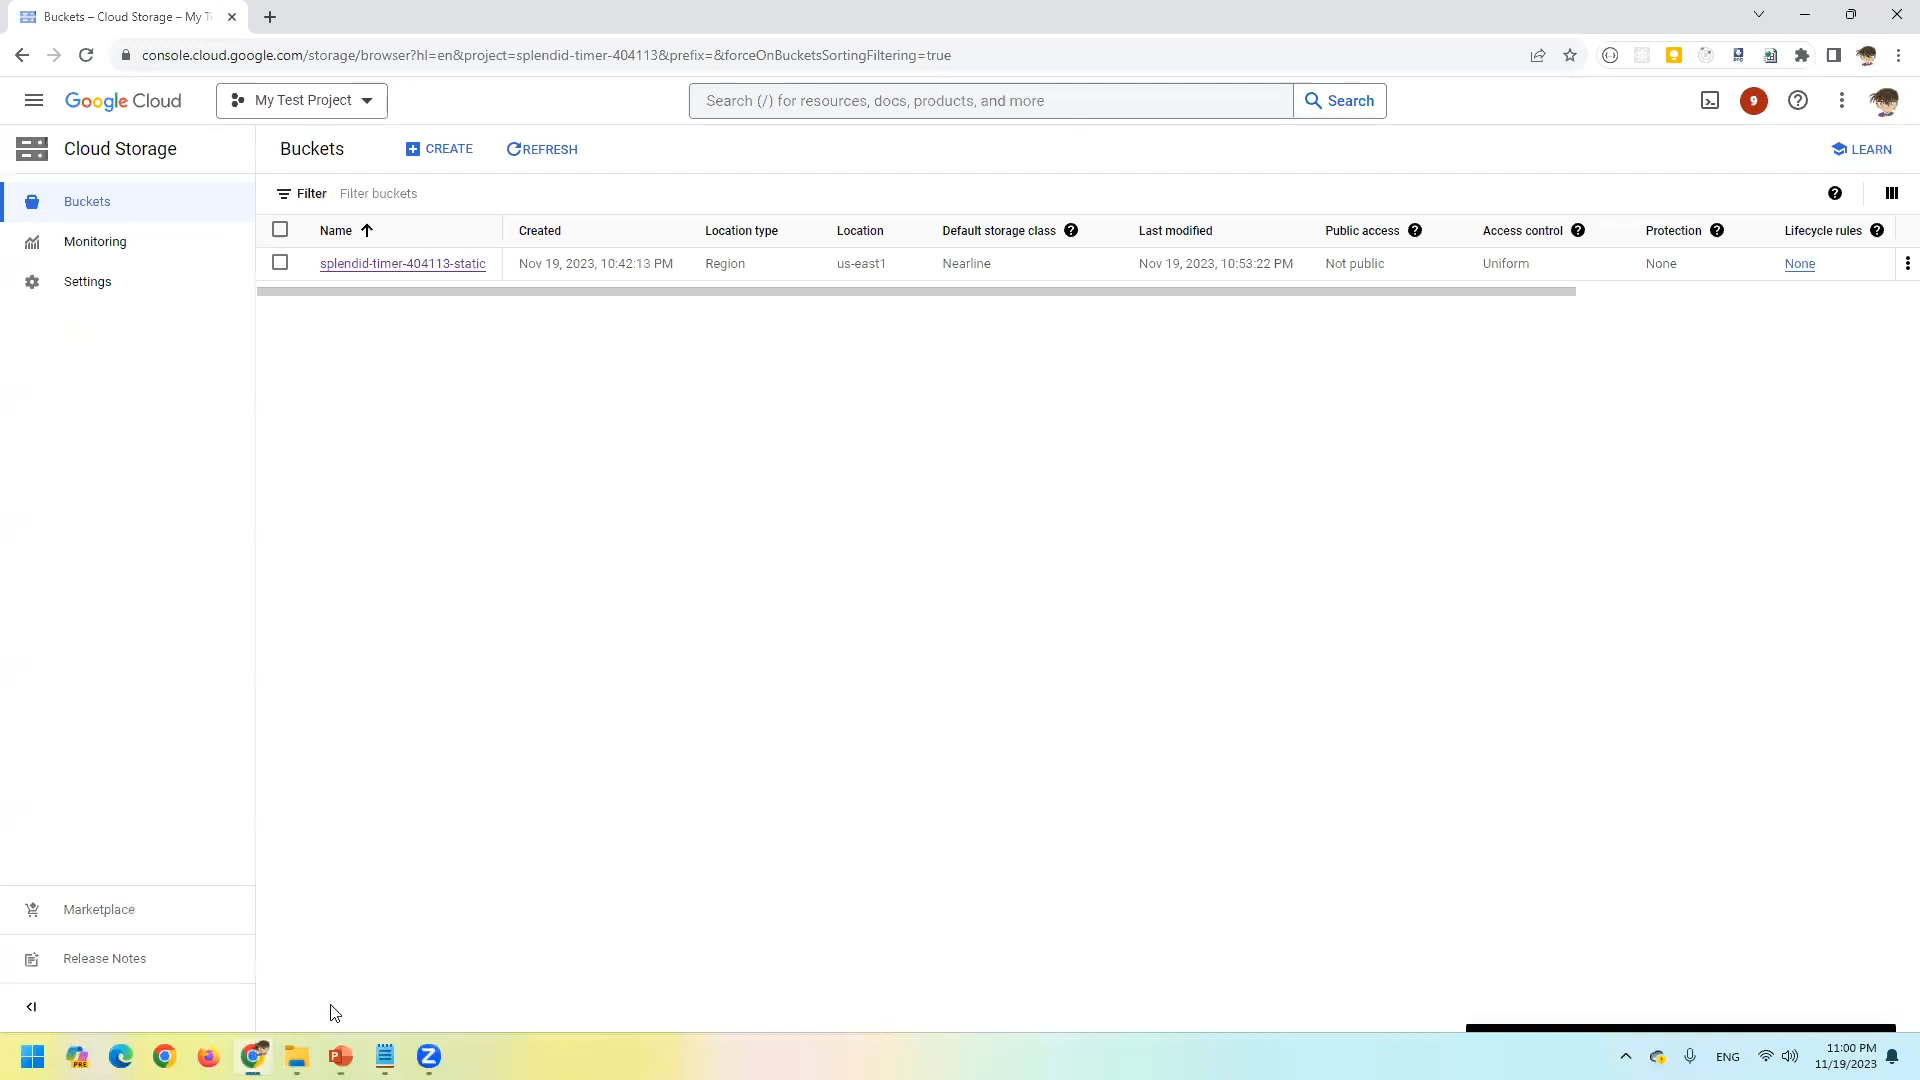 Buckets – Cloud Storage – My T
console.cloud.google.com/storage/browser?hl=en&project=splendid-timer-404113&prefix=&forceOnBucketsSortingFiltering=true
Google Cloud
My Test Project
Search (/) for resources, docs, products, and more
Search
9
Cloud Storage
Buckets
CREATE
REFRESH
LEARN
Buckets
Monitoring
Settings
Filter
Filter buckets
Name
Created
Location type
Location
Default storage class
Last modified
Public access
Access control
Protection
Lifecycle rules
splendid-timer-404113-static
Nov 19, 2023, 10:42:13 PM
Region
us-east1
Nearline
Nov 19, 2023, 10:53:22 PM
Not public
Uniform
None
None
Marketplace
Release Notes
PRE
ENG
11:00 PM
11/19/2023